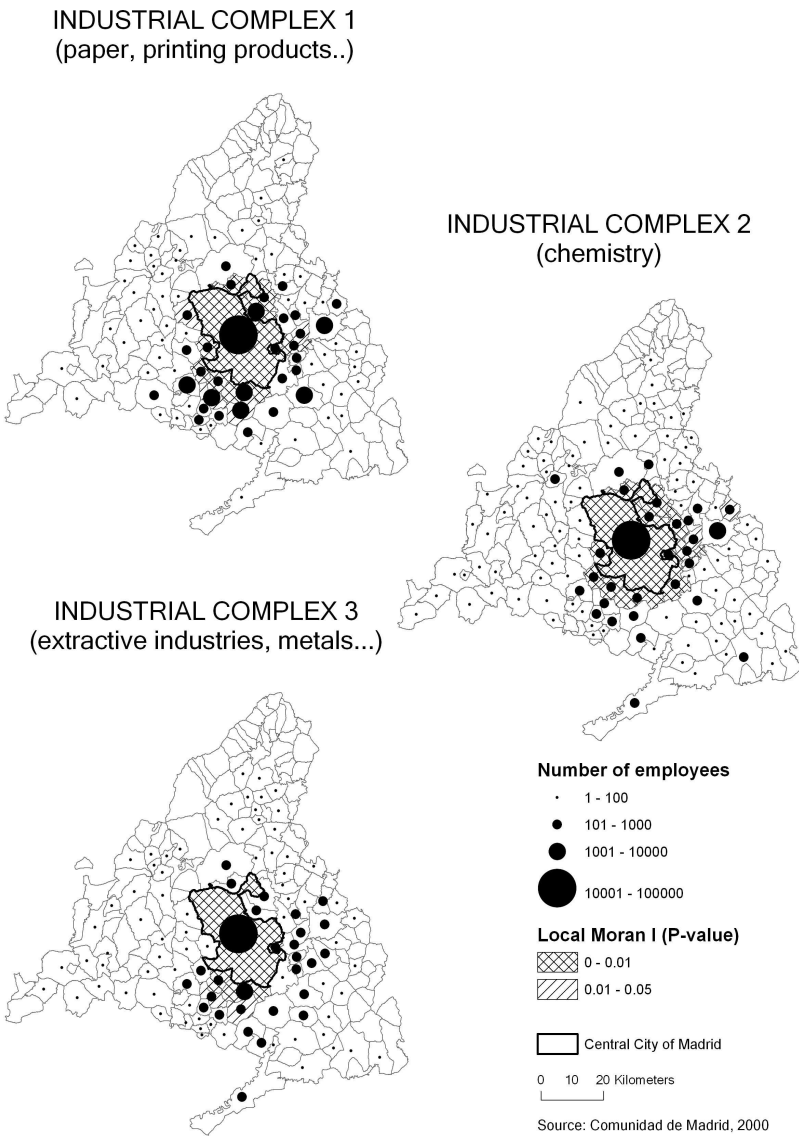 INDUSTRIAL COMPLEX 1
(paper, printing products..)
INDUSTRIAL COMPLEX 2
(chemistry)
INDUSTRIAL COMPLEX 3
(extractive industries, metals...)
Number of employees
1 - 100
101 - 1000
1001 - 10000
10001 - 100000
Local Moran I (P-value)
0 - 0.01
0.01 - 0.05
Central City of Madrid
0 10 20 Kilometers
Source: Comunidad de Madrid, 2000